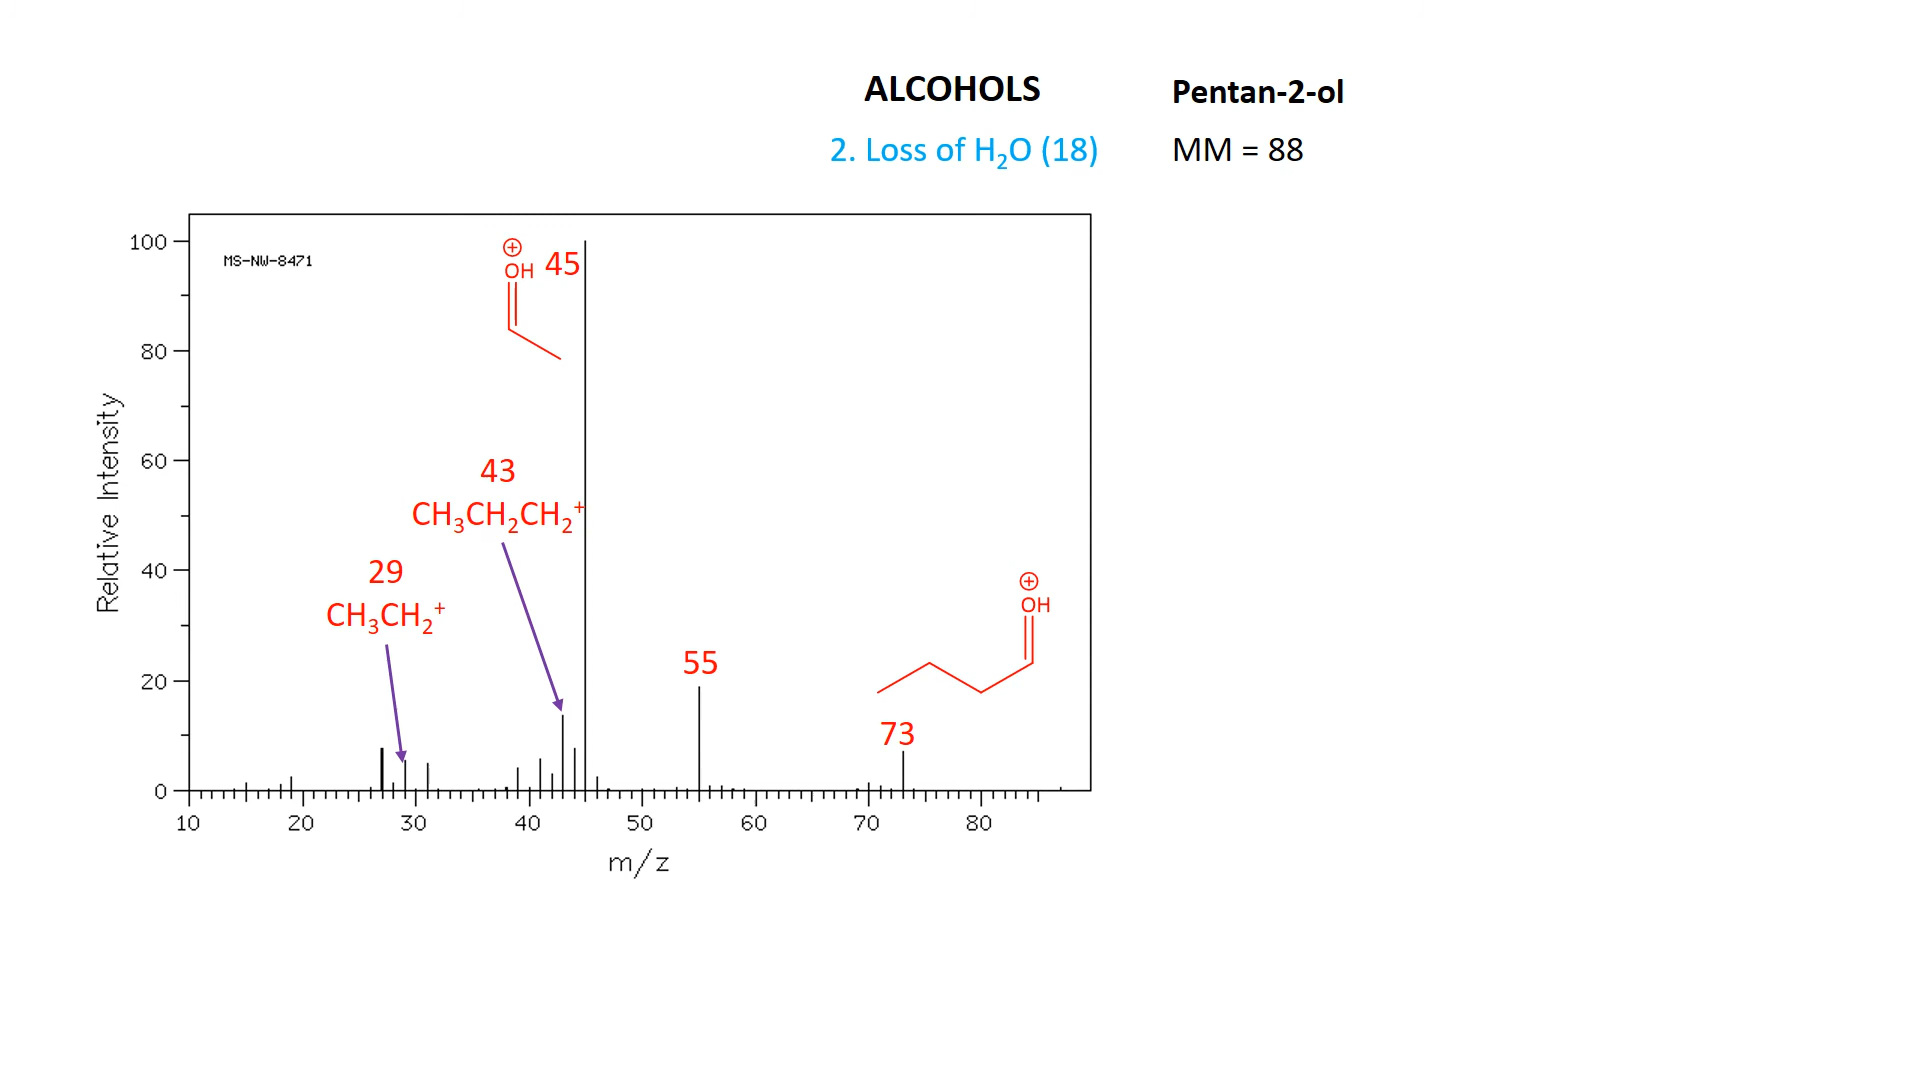 ALCOHOLS
Pentan-2-ol
2. Loss of H₂O (18)
MM = 88
MS-NW-8471
⊕
OH
45
43
CH₃CH₂CH₂⁺
29
CH₃CH₂⁺
55
⊕
OH
73
Relative Intensity
100
80
60
40
20
0
10 20 30 40 50 60 70 80
m/z